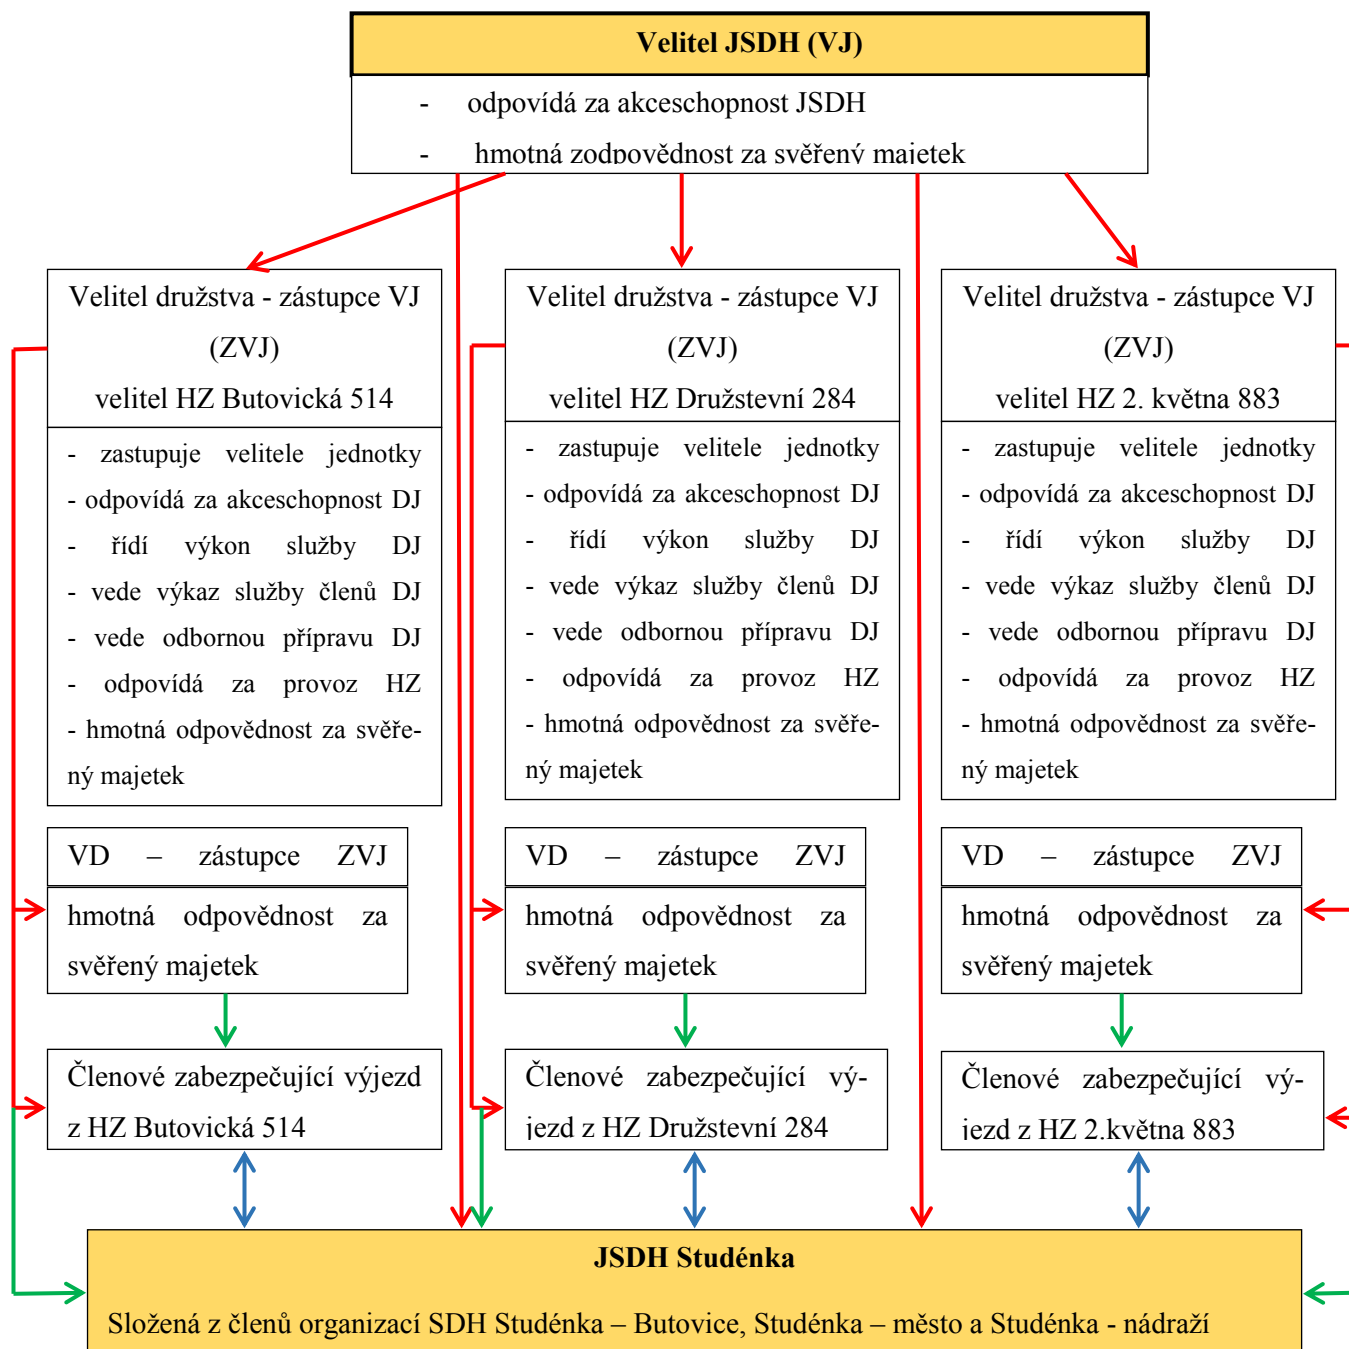 Velitel JSDH (VJ)
- odpovídá za akceschopnost JSDH
- hmotná zodpovědnost za svěřený majetek
Velitel družstva - zástupce VJ
(ZVJ)
velitel HZ Butovická 514
- zastupuje velitele jednotky
- odpovídá za akceschopnost DJ
- řídí výkon služby DJ
- vede výkaz služby členů DJ
- vede odbornou přípravu DJ
- odpovídá za provoz HZ
- hmotná odpovědnost za svěře-
ný majetek
Velitel družstva - zástupce VJ
(ZVJ)
velitel HZ Družstevní 284
- zastupuje velitele jednotky
- odpovídá za akceschopnost DJ
- řídí výkon služby DJ
- vede výkaz služby členů DJ
- vede odbornou přípravu DJ
- odpovídá za provoz HZ
- hmotná odpovědnost za svěře-
ný majetek
Velitel družstva - zástupce VJ
(ZVJ)
velitel HZ 2. května 883
- zastupuje velitele jednotky
- odpovídá za akceschopnost DJ
- řídí výkon služby DJ
- vede výkaz služby členů DJ
- vede odbornou přípravu DJ
- odpovídá za provoz HZ
- hmotná odpovědnost za svěře-
ný majetek
VD – zástupce ZVJ
hmotná odpovědnost za
svěřený majetek
VD – zástupce ZVJ
hmotná odpovědnost za
svěřený majetek
VD – zástupce ZVJ
hmotná odpovědnost za
svěřený majetek
Členové zabezpečující výjezd
z HZ Butovická 514
Členové zabezpečující vý-
jezd z HZ Družstevní 284
Členové zabezpečující vý-
jezd z HZ 2.května 883
JSDH Studénka
Složená z členů organizací SDH Studénka – Butovice, Studénka – město a Studénka - nádraží